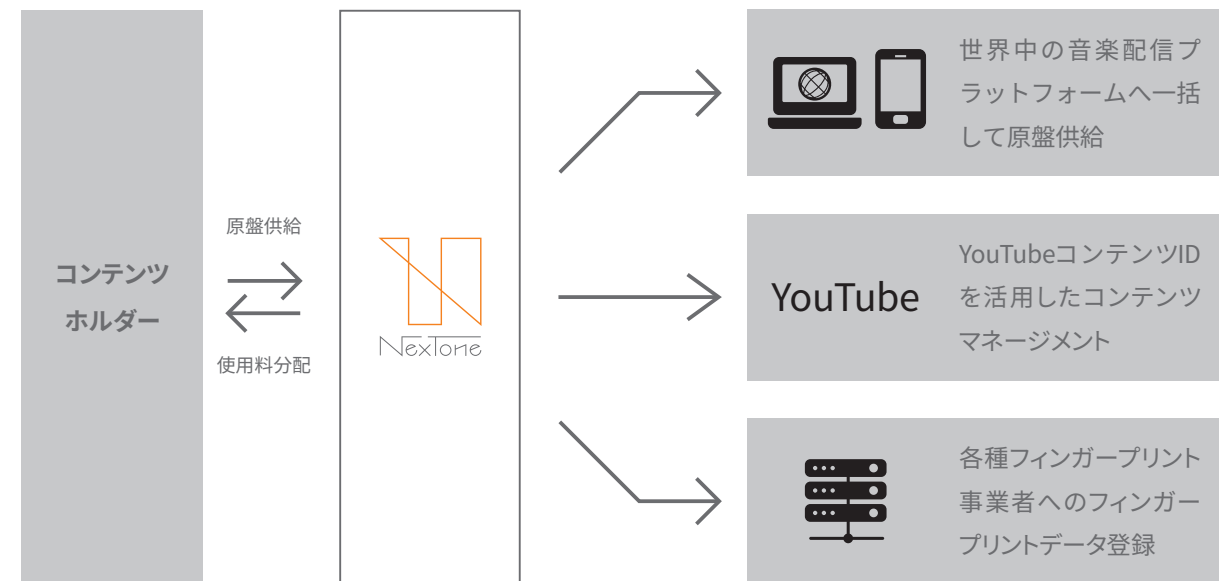 コンテンツ
ホルダー
原盤供給
使用料分配
NexTone
世界中の音楽配信プ
ラットフォームへ一括
して原盤供給
YouTube
YouTubeコンテンツID
を活用したコンテンツ
マネージメント
各種フィンガープリント
事業者へのフィンガー
プリントデータ登録